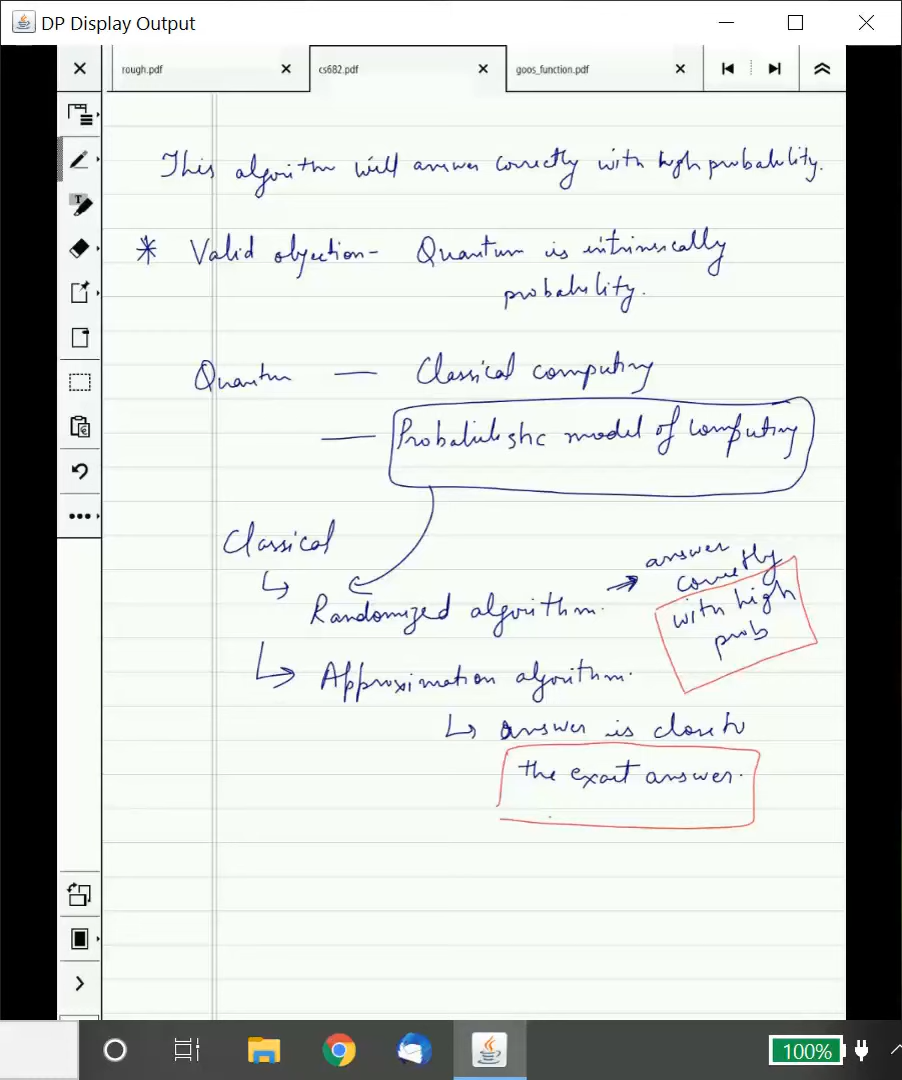 DP Display Output
rough.pdf
cs682.pdf
goos_function.pdf
This algorithm will answer correctly with high probability.
* Valid objection - Quantum is intrinsically
probability.
Quantum — Classical computing
— Probabilistic model of computing
Classical
answer
correctly
with high
prob
Randomized algorithm.
Approximation algorithm.
answer is close to
the exact answer.
100%